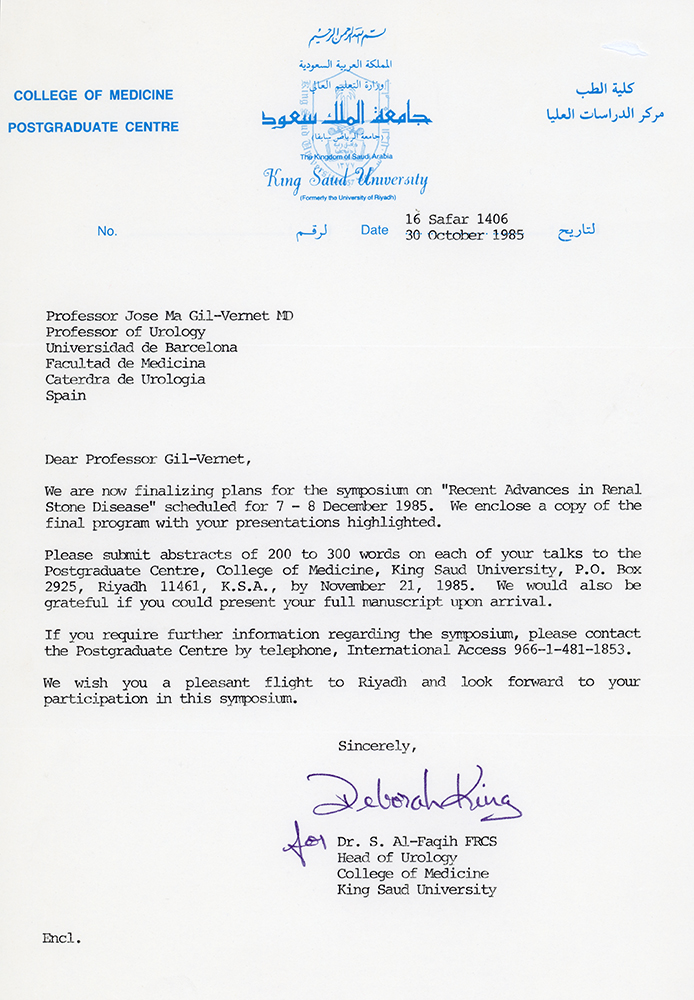 بسم الله الرحمن الرحيم
المملكة العربية السعودية
وزارة التعليم العالي
جامعة الملك سعود
(جامعة الرياض سابقا)
The Kingdom of Saudi Arabia
King Saud University
(Formerly the University of Riyadh)
COLLEGE OF MEDICINE
POSTGRADUATE CENTRE
كلية الطب
مركز الدراسات العليا
No. لرقم
Date 16 Safar 1406 لتاريخ
30 October 1985
Professor Jose Ma Gil-Vernet MD
Professor of Urology
Universidad de Barcelona
Facultad de Medicina
Caterdra de Urologia
Spain
Dear Professor Gil-Vernet,
We are now finalizing plans for the symposium on "Recent Advances in Renal
Stone Disease" scheduled for 7 - 8 December 1985. We enclose a copy of the
final program with your presentations highlighted.
Please submit abstracts of 200 to 300 words on each of your talks to the
Postgraduate Centre, College of Medicine, King Saud University, P.O. Box
2925, Riyadh 11461, K.S.A., by November 21, 1985. We would also be
grateful if you could present your full manuscript upon arrival.
If you require further information regarding the symposium, please contact
the Postgraduate Centre by telephone, International Access 966-1-481-1853.
We wish you a pleasant flight to Riyadh and look forward to your
participation in this symposium.
Sincerely,
Deborah King
for Dr. S. Al-Faqih FRCS
Head of Urology
College of Medicine
King Saud University
Encl.